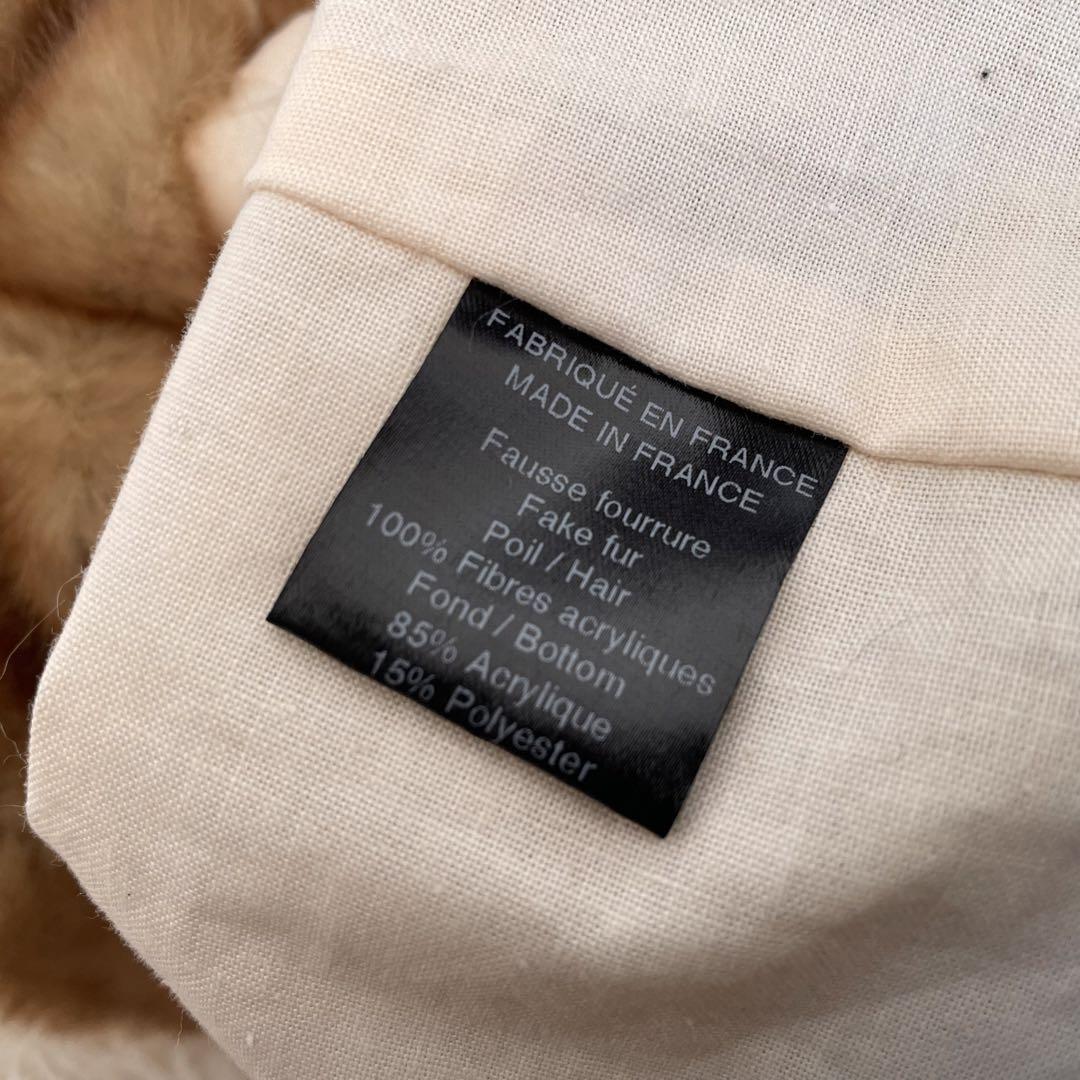 FABRIQUÉ EN FRANCE
MADE IN FRANCE
Fausse fourrure
Fake fur
Poil / Hair
100% Fibres acryliques
Fond / Bottom
85% Acrylique
15% Polyester